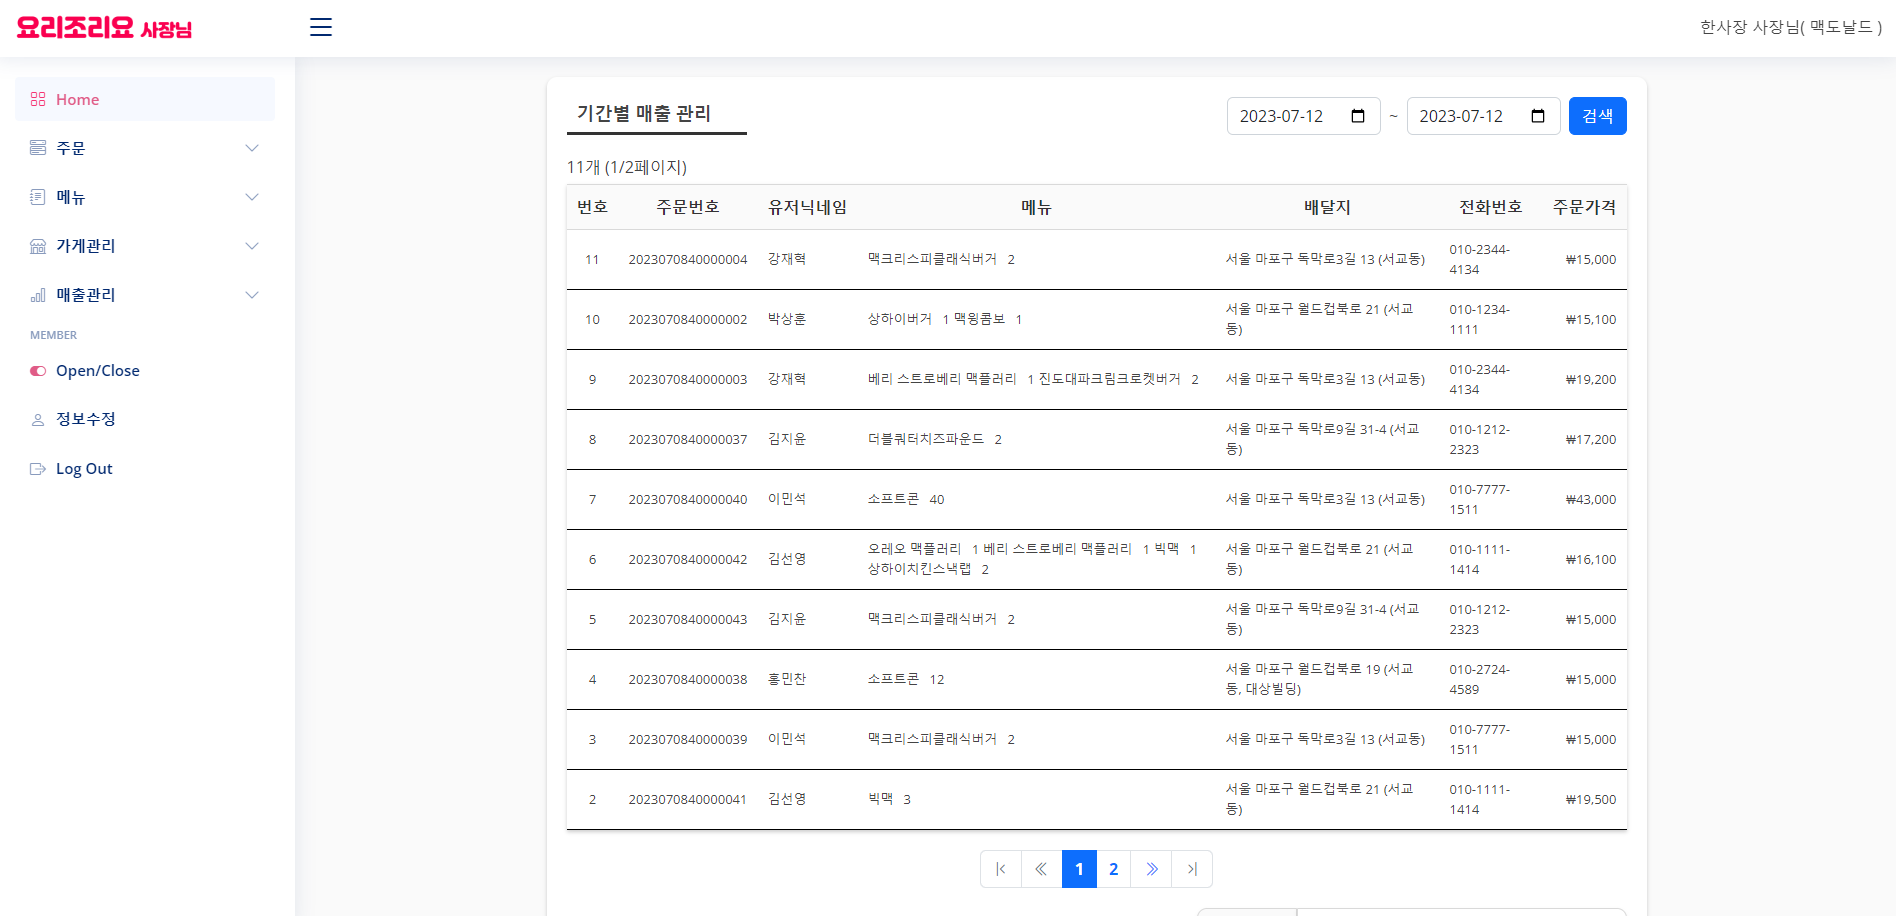 요리조리요 사장님
한사장 사장님( 맥도날드 )
Home
주문
메뉴
가게관리
매출관리
MEMBER
Open/Close
정보수정
Log Out
기간별 매출 관리
2023-07-12 ~ 2023-07-12 검색
11개 (1/2페이지)
번호 주문번호 유저닉네임 메뉴 배달지 전화번호 주문가격
11 2023070840000004 강재혁 맥크리스피클래식버거 2 서울 마포구 독막로3길 13 (서교동) 010-2344-
4134 ₩15,000
10 2023070840000002 박상훈 상하이버거 1 맥윙콤보 1 서울 마포구 월드컵북로 21 (서교
동) 010-1234-
1111 ₩15,100
9 2023070840000003 강재혁 베리 스트로베리 맥플러리 1 진도대파크림크로켓버거 2 서울 마포구 독막로3길 13 (서교동) 010-2344-
4134 ₩19,200
8 2023070840000037 김지윤 더블쿼터치즈파운드 2 서울 마포구 독막로9길 31-4 (서교
동) 010-1212-
2323 ₩17,200
7 2023070840000040 이민석 소프트콘 40 서울 마포구 독막로3길 13 (서교동) 010-7777-
1511 ₩43,000
6 2023070840000042 김선영 오레오 맥플러리 1 베리 스트로베리 맥플러리 1 빅맥 1
상하이치킨스낵랩 2 서울 마포구 월드컵북로 21 (서교
동) 010-1111-
1414 ₩16,100
5 2023070840000043 김지윤 맥크리스피클래식버거 2 서울 마포구 독막로9길 31-4 (서교
동) 010-1212-
2323 ₩15,000
4 2023070840000038 홍민찬 소프트콘 12 서울 마포구 월드컵북로 19 (서교
동, 대상빌딩) 010-2724-
4589 ₩15,000
3 2023070840000039 이민석 맥크리스피클래식버거 2 서울 마포구 독막로3길 13 (서교동) 010-7777-
1511 ₩15,000
2 2023070840000041 김선영 빅맥 3 서울 마포구 월드컵북로 21 (서교
동) 010-1111-
1414 ₩19,500
1 2